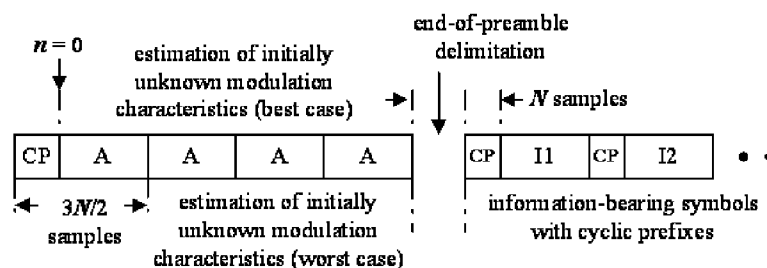 end-of-preamble
delimitation
n = 0
estimation of initially
unknown modulation
characteristics (best case)
N samples
CP A A A A CP I1 CP I2 • •
3N/2
samples
estimation of initially
unknown modulation
characteristics (worst case)
information-bearing symbols
with cyclic prefixes